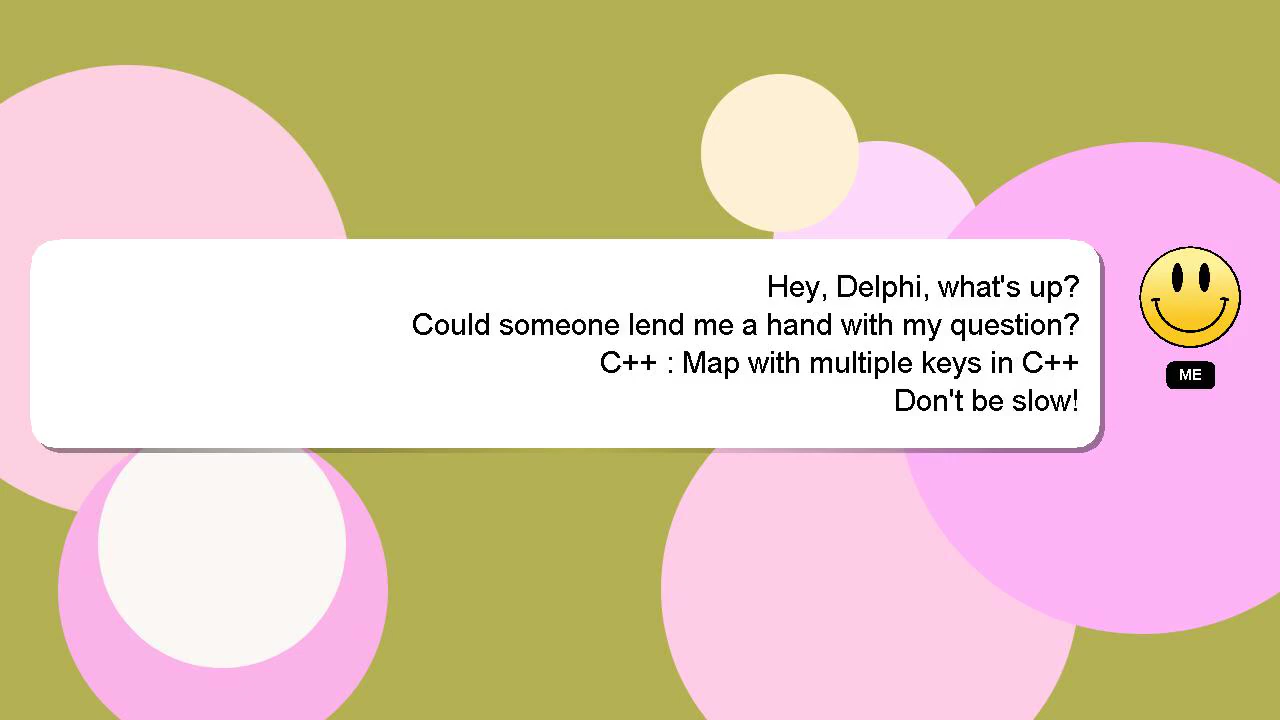 Hey, Delphi, what's up?
Could someone lend me a hand with my question?
C++ : Map with multiple keys in C++
Don't be slow!
ME